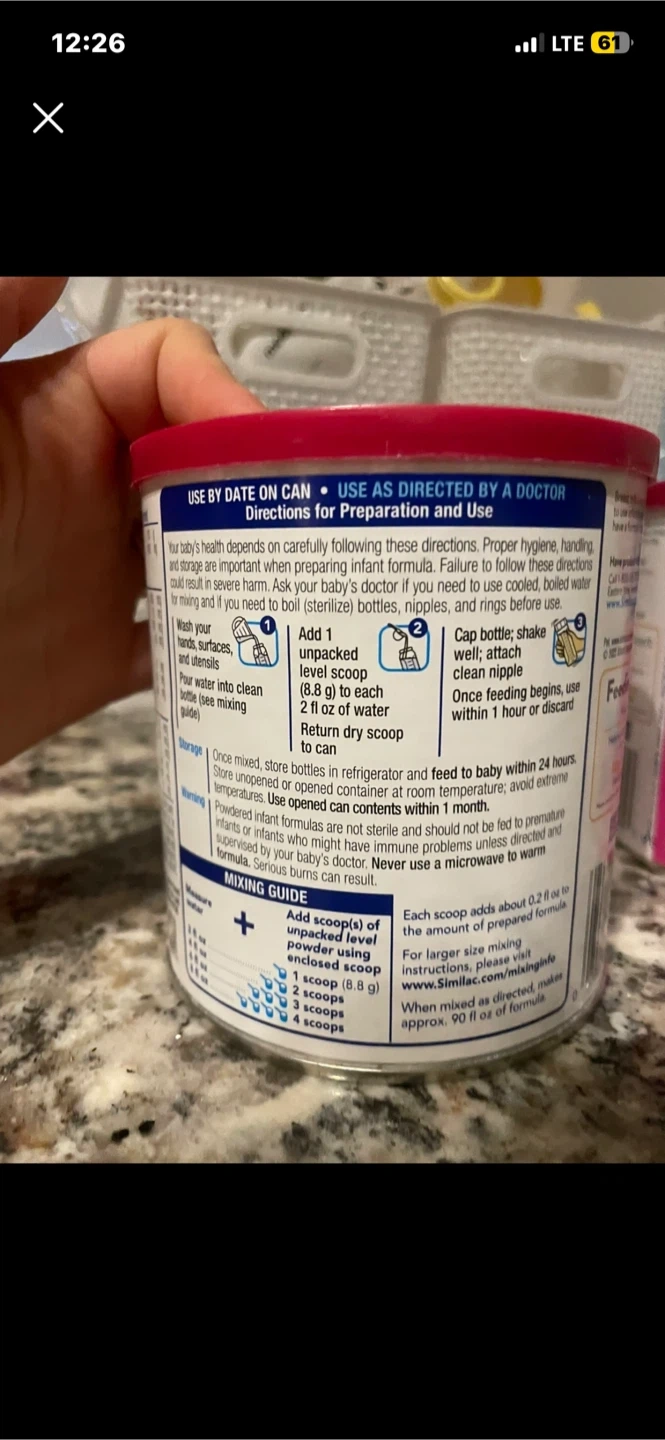 12:26
LTE 61
USE BY DATE ON CAN • USE AS DIRECTED BY A DOCTOR
Directions for Preparation and Use
Your baby's health depends on carefully following these directions. Proper hygiene, handling,
and storage are important when preparing infant formula. Failure to follow these directions
could result in severe harm. Ask your baby's doctor if you need to use cooled, boiled water
for mixing and if you need to boil (sterilize) bottles, nipples, and rings before use.
1
Wash your
hands, surfaces,
and utensils
Pour water into clean
bottle (see mixing
guide)
2
Add 1
unpacked
level scoop
(8.8 g) to each
2 fl oz of water
Return dry scoop
to can
3
Cap bottle; shake
well; attach
clean nipple
Once feeding begins, use
within 1 hour or discard
Storage
Once mixed, store bottles in refrigerator and feed to baby within 24 hours.
Store unopened or opened container at room temperature; avoid extreme
temperatures. Use opened can contents within 1 month.
Warning
Powdered infant formulas are not sterile and should not be fed to premature
infants or infants who might have immune problems unless directed and
supervised by your baby's doctor. Never use a microwave to warm
formula. Serious burns can result.
MIXING GUIDE
Measure
water
+
Add scoop(s) of
unpacked level
powder using
enclosed scoop
1 scoop (8.8 g)
2 scoops
3 scoops
4 scoops
Each scoop adds about 0.2 fl oz to
the amount of prepared formula.
For larger size mixing
instructions, please visit
www.Similac.com/mixinginfo
When mixed as directed, makes
approx. 90 fl oz of formula.